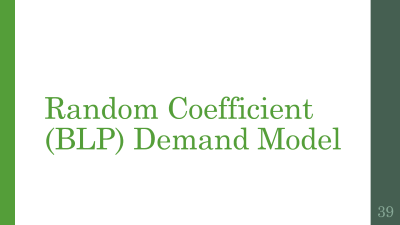 Random Coefficient
(BLP) Demand Model
39